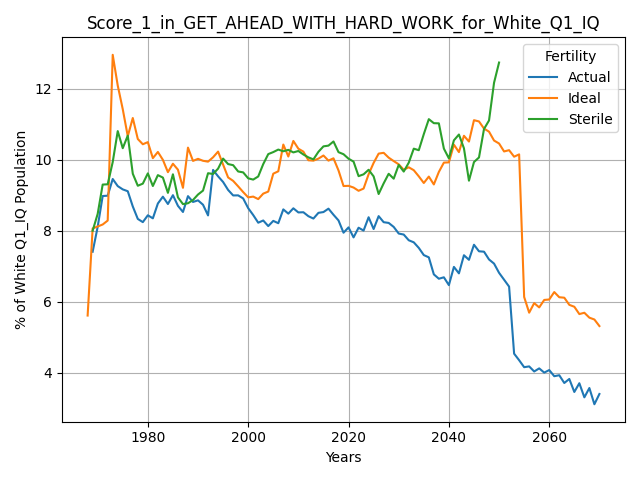 Score_1_in_GET_AHEAD_WITH_HARD_WORK_for_White_Q1_IQ
Fertility
Actual
Ideal
Sterile
% of White Q1_IQ Population
12
10
8
6
4
1980
2000
2020
2040
2060
Years